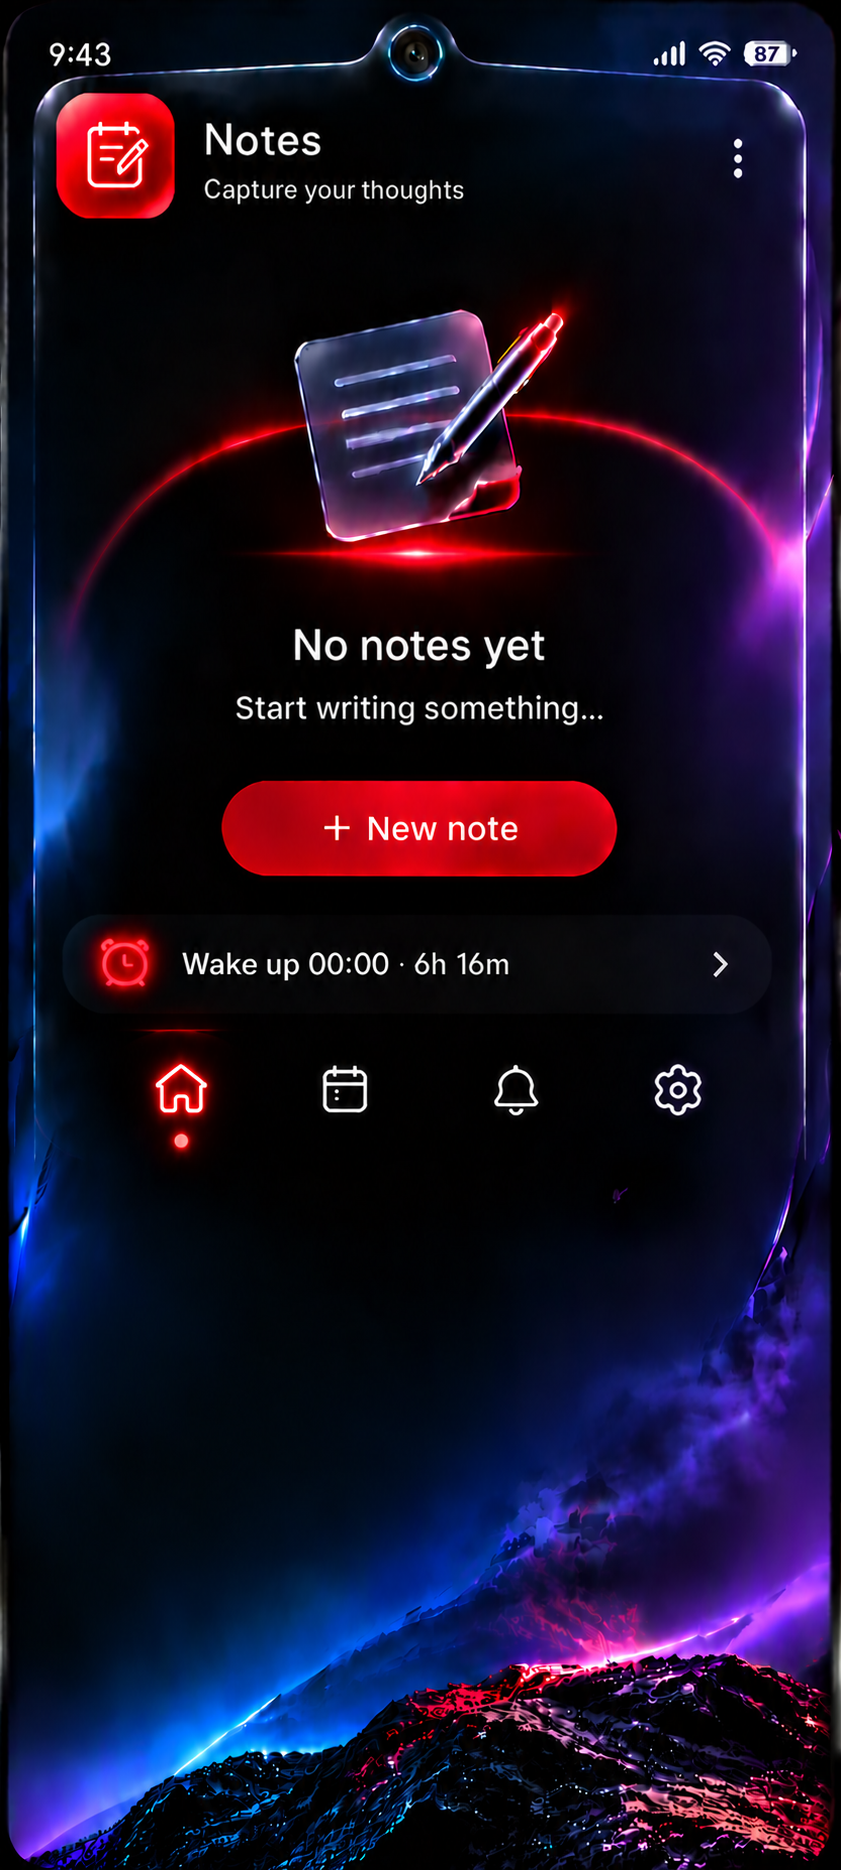 9:43
87
Notes
Capture your thoughts
No notes yet
Start writing something...
+ New note
Wake up 00:00 · 6h 16m